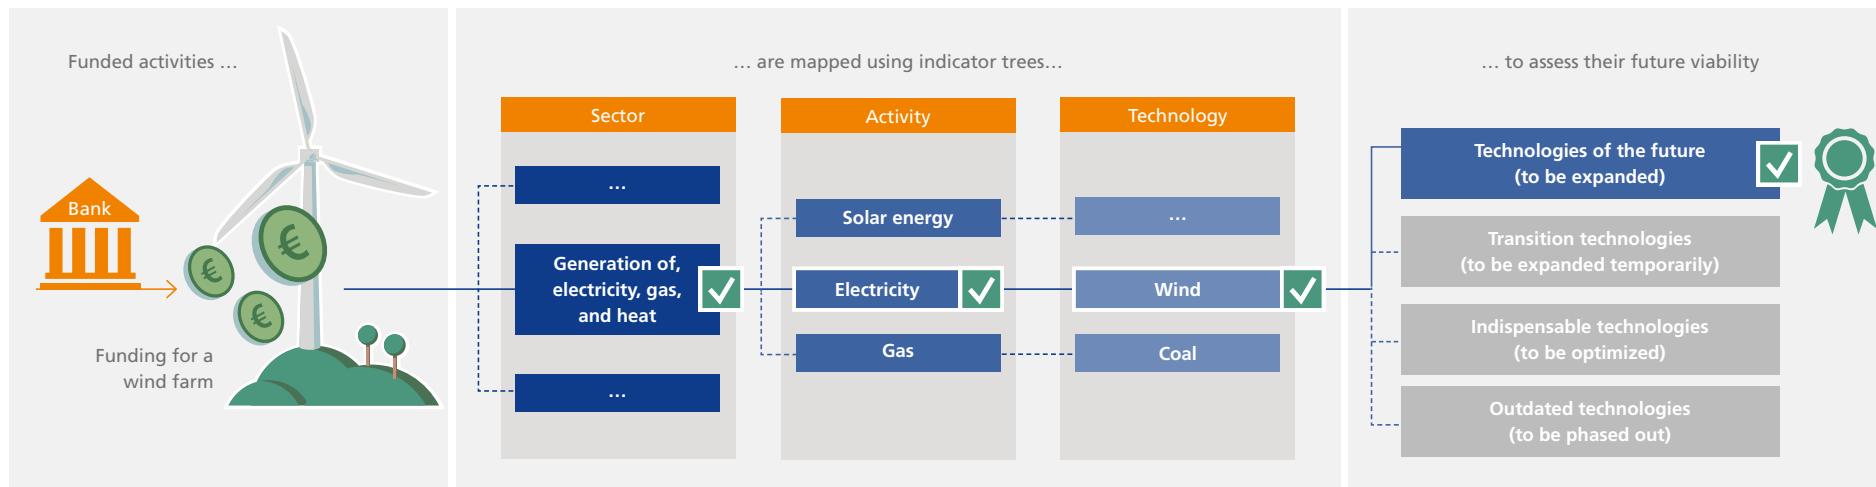 Funded activities …
Bank
€
€
€
Funding for a
wind farm
… are mapped using indicator trees…
Sector
…
Generation of,
electricity, gas,
and heat
…
Activity
Solar energy
Electricity
Gas
Technology
…
Wind
Coal
… to assess their future viability
Technologies of the future
(to be expanded)
Transition technologies
(to be expanded temporarily)
Indispensable technologies
(to be optimized)
Outdated technologies
(to be phased out)